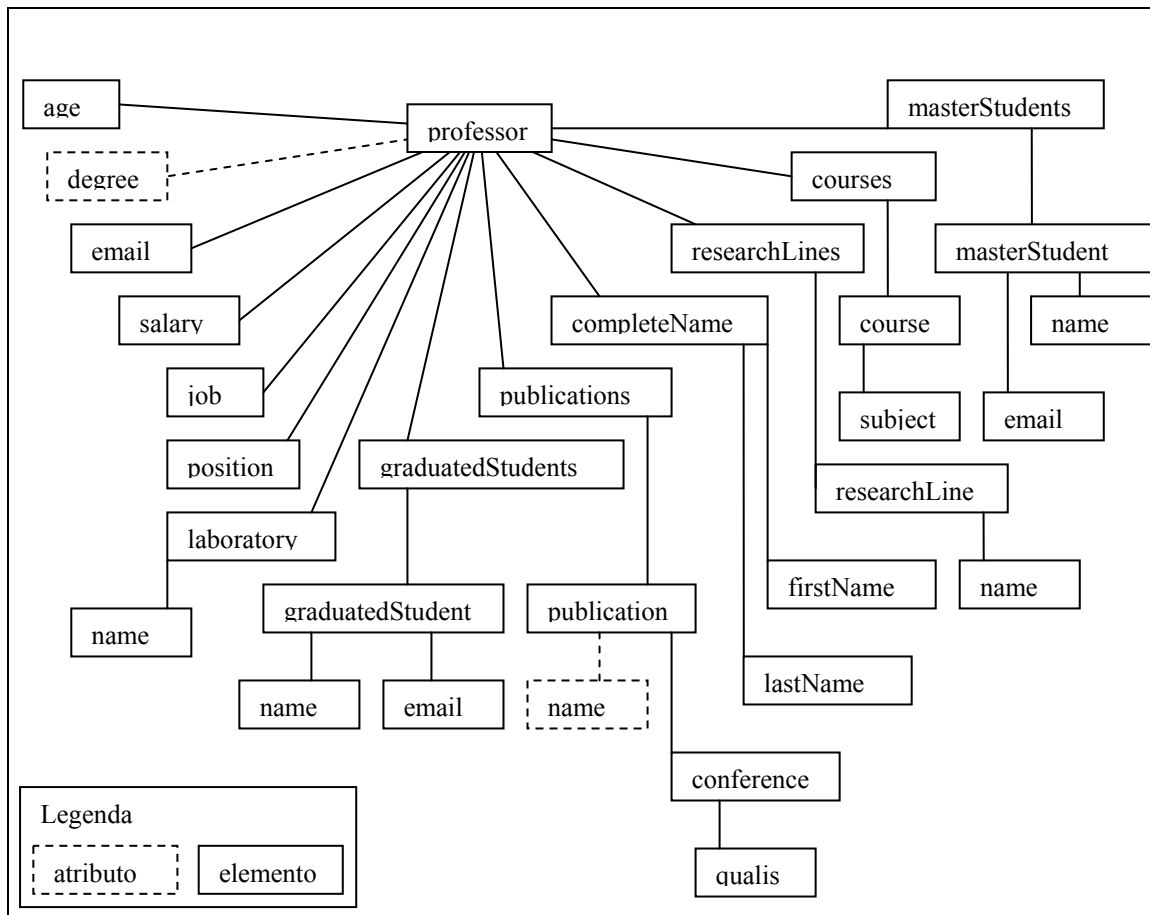 age
professor
masterStudents
degree
courses
email
researchLines
masterStudent
salary
completeName
course
name
job
publications
subject
email
position
graduatedStudents
researchLine
laboratory
graduatedStudent
publication
firstName
name
name
lastName
name
email
name
conference
qualis
Legenda
atributo
elemento